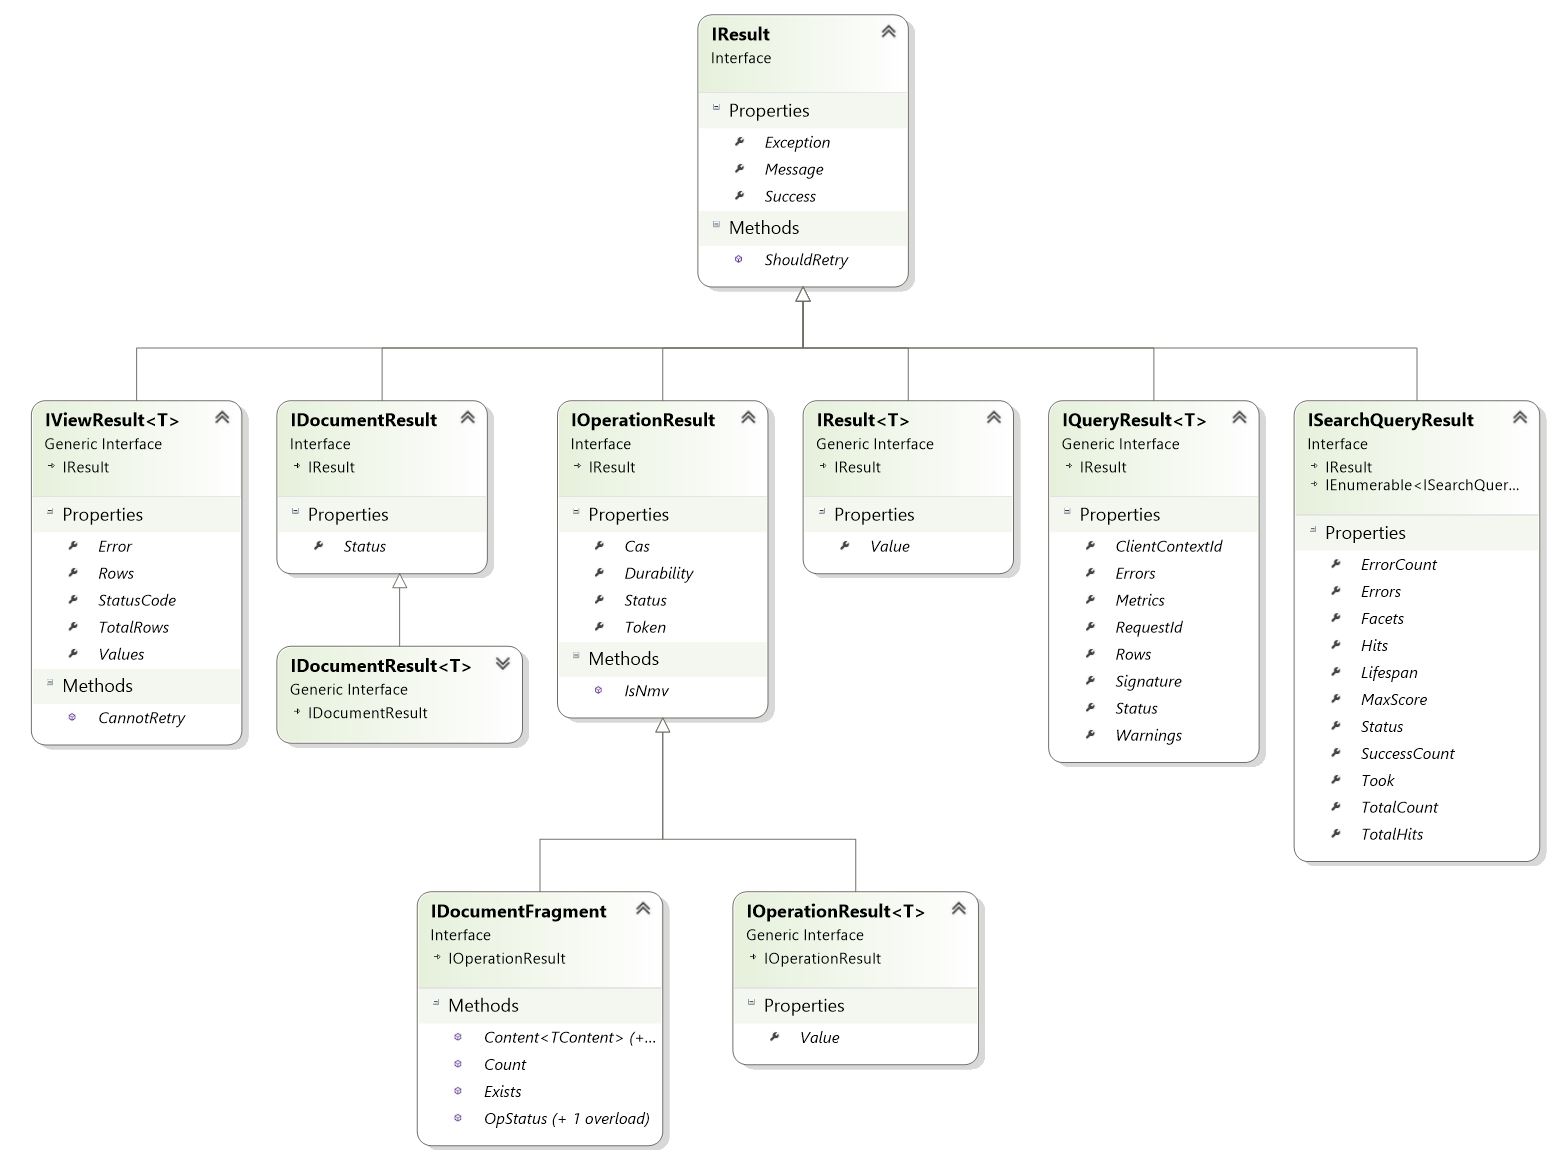 IResult
Interface
Properties
Exception
Message
Success
Methods
ShouldRetry
IViewResult<T>
Generic Interface
IResult
Properties
Error
Rows
StatusCode
TotalRows
Values
Methods
CannotRetry
IDocumentResult
Interface
IResult
Properties
Status
IDocumentResult<T>
Generic Interface
IDocumentResult
IOperationResult
Interface
IResult
Properties
Cas
Durability
Status
Token
Methods
IsNmv
IResult<T>
Generic Interface
IResult
Properties
Value
IQueryResult<T>
Generic Interface
IResult
Properties
ClientContextId
Errors
Metrics
RequestId
Rows
Signature
Status
Warnings
ISearchQueryResult
Interface
IResult
IEnumerable<ISearchQuer...
Properties
ErrorCount
Errors
Facets
Hits
Lifespan
MaxScore
Status
SuccessCount
Took
TotalCount
TotalHits
IDocumentFragment
Interface
IOperationResult
Methods
Content<TContent> (+...
Count
Exists
OpStatus (+ 1 overload)
IOperationResult<T>
Generic Interface
IOperationResult
Properties
Value